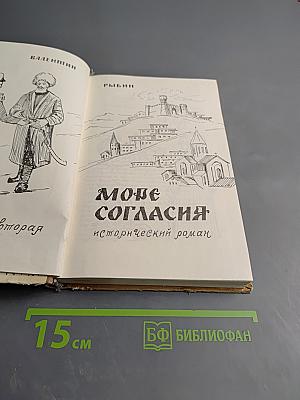 ВАЛЕНТИН
вторая
РЫБИН
МОРЕ
СОГЛАСИЯ
исторический роман
15 см
БФ БИБЛИОФАН